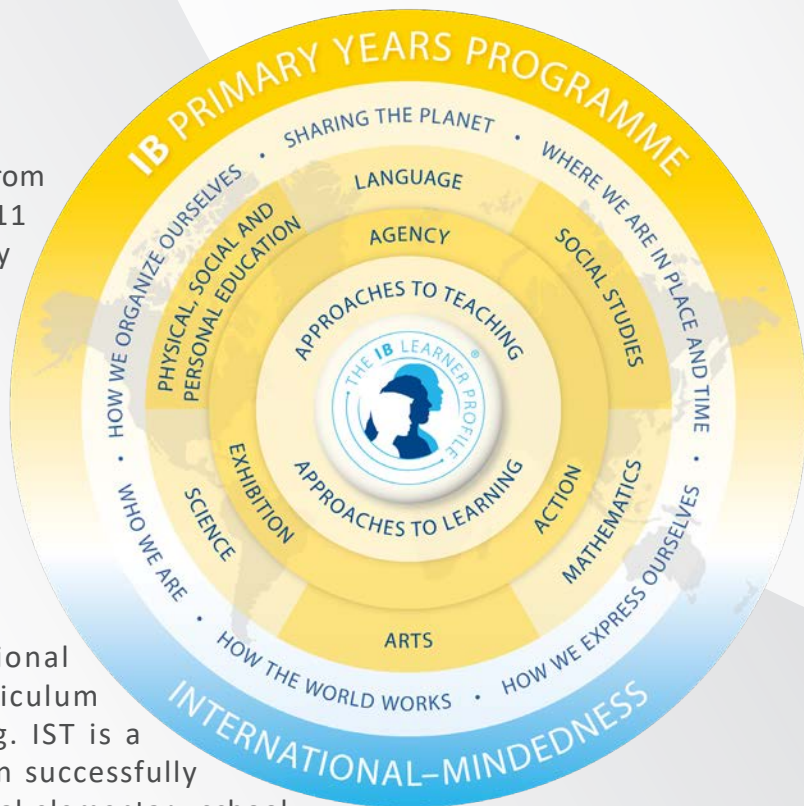 IB PRIMARY YEARS PROGRAMME
SHARING THE PLANET • WHERE WE ARE IN PLACE AND TIME • HOW WE EXPRESS OURSELVES • HOW THE WORLD WORKS • WHO WE ARE • HOW WE ORGANIZE OURSELVES •
LANGUAGE
SOCIAL STUDIES
MATHEMATICS
ARTS
SCIENCE
PHYSICAL, SOCIAL AND
PERSONAL EDUCATION
AGENCY
ACTION
EXHIBITION
APPROACHES TO TEACHING
THE IB LEARNER PROFILE ®
APPROACHES TO LEARNING
INTERNATIONAL–MINDEDNESS
11
iculum
g. IST is a
n successfully
elementary school